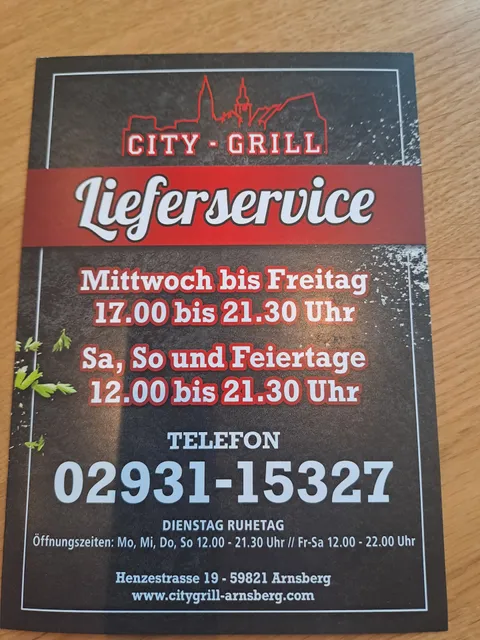 CITY - GRILL
Lieferservice
Mittwoch bis Freitag
17.00 bis 21.30 Uhr
Sa, So und Feiertage
12.00 bis 21.30 Uhr
TELEFON
02931-15327
DIENSTAG RUHETAG
Öffnungszeiten: Mo, Mi, Do, So 12.00 - 21.30 Uhr // Fr-Sa 12.00 - 22.00 Uhr
Henzestrasse 19 - 59821 Arnsberg
www.citygrill-arnsberg.com